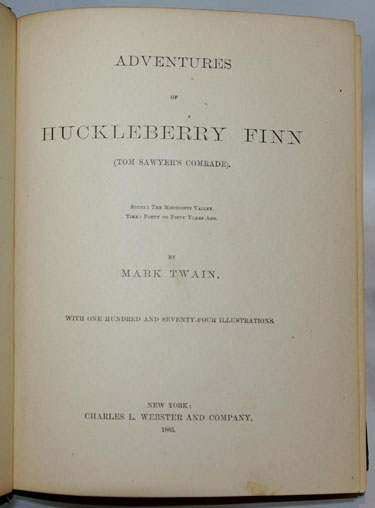 ADVENTURES
OF
HUCKLEBERRY FINN
(TOM SAWYER'S COMRADE).
SCENE: THE MISSISSIPPI VALLEY.
TIME: FORTY TO FIFTY YEARS AGO.
BY
MARK TWAIN.
WITH ONE HUNDRED AND SEVENTY-FOUR ILLUSTRATIONS.
NEW YORK:
CHARLES L. WEBSTER AND COMPANY.
1885.